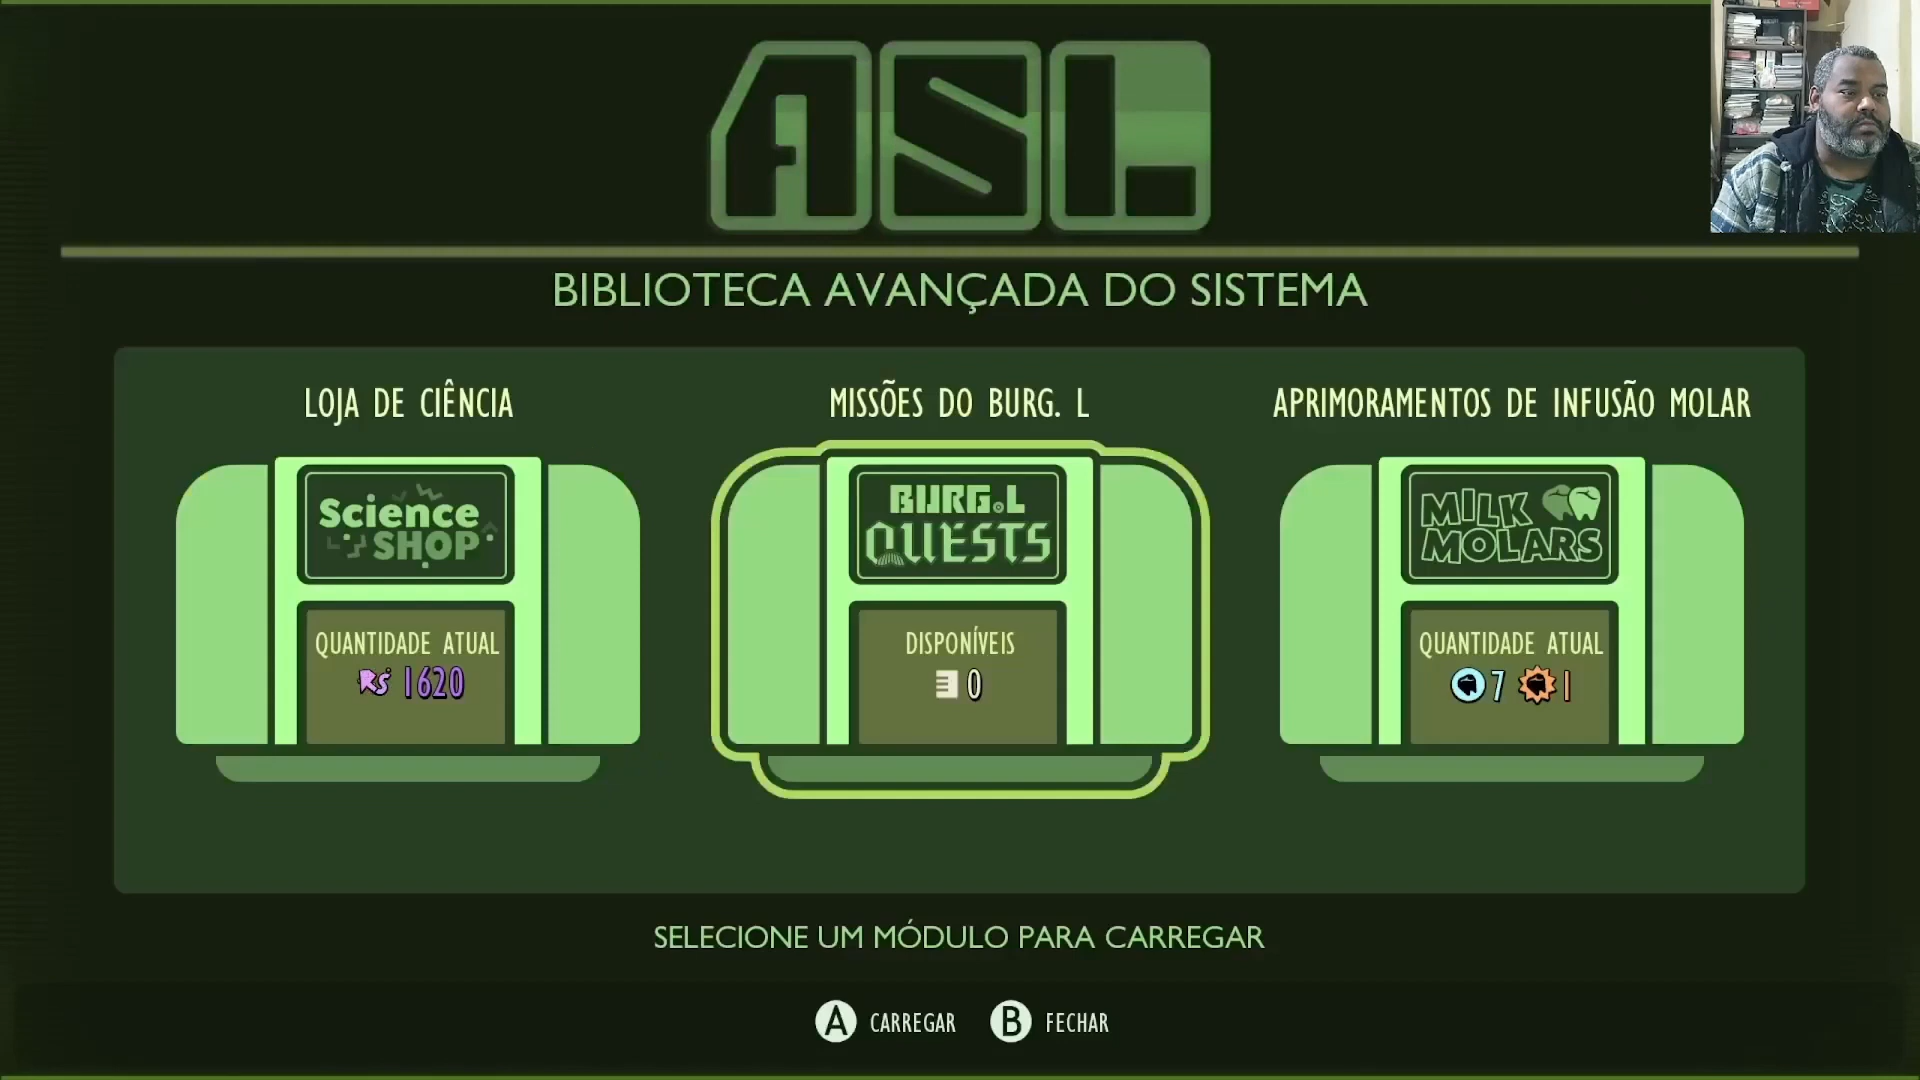 ASL
BIBLIOTECA AVANÇADA DO SISTEMA
LOJA DE CIÊNCIA
MISSÕES DO BURG. L
APRIMORAMENTOS DE INFUSÃO MOLAR
Science
SHOP
BURG.L
QUESTS
MILK
MOLARS
QUANTIDADE ATUAL
RS 1620
DISPONÍVEIS
0
QUANTIDADE ATUAL
7 1
SELECIONE UM MÓDULO PARA CARREGAR
A CARREGAR B FECHAR